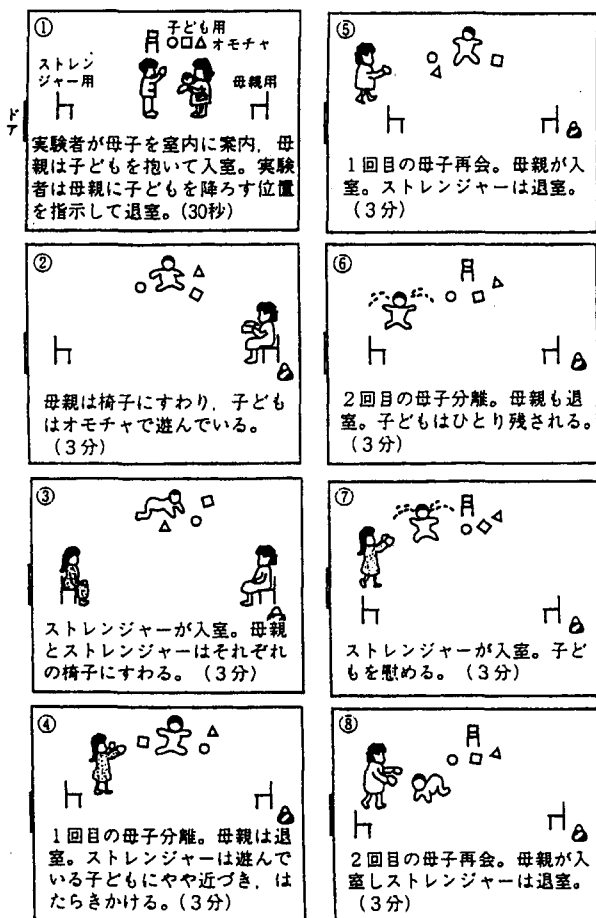 ①
子ども用
○□△オモチャ
ストレン
ジャー用
母親用
ドア
実験者が母子を室内に案内，母
親は子どもを抱いて入室。実験
者は母親に子どもを降ろす位置
を指示して退室。(30秒)
②
母親は椅子にすわり，子ども
はオモチャで遊んでいる。
(3分)
③
ストレンジャーが入室。母親
とストレンジャーはそれぞれ
の椅子にすわる。(3分)
④
1回目の母子分離。母親は退
室。ストレンジャーは遊んで
いる子どもにやや近づき，は
たらきかける。(3分)
⑤
1回目の母子再会。母親が入
室。ストレンジャーは退室。
(3分)
⑥
2回目の母子分離。母親も退
室。子どもはひとり残される。
(3分)
⑦
ストレンジャーが入室。子ど
もを慰める。(3分)
⑧
2回目の母子再会。母親が入
室しストレンジャーは退室。
(3分)